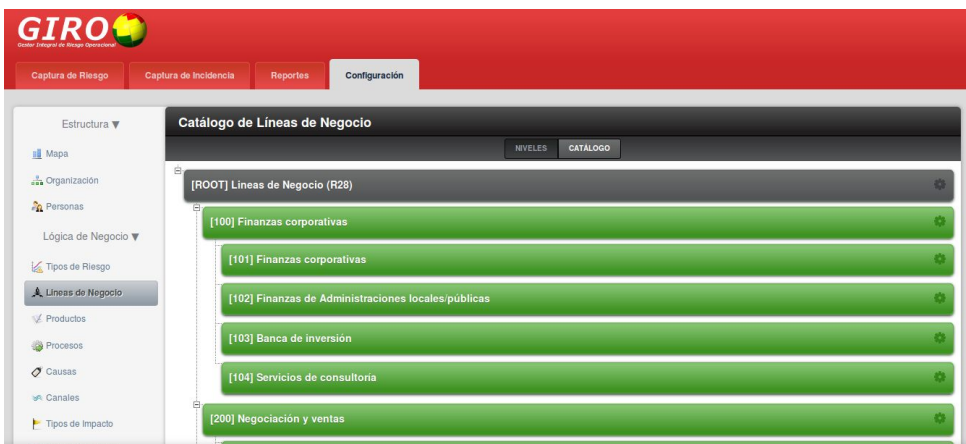 GIRO
Gestor Integral de Riesgo Operacional
Captura de Riesgo
Captura de Incidencia
Reportes
Configuración
Estructura ▼
Mapa
Organización
Personas
Lógica de Negocio ▼
Tipos de Riesgo
Líneas de Negocio
Productos
Procesos
Causas
Canales
Tipos de Impacto
Catálogo de Líneas de Negocio
NIVELES
CATÁLOGO
[ROOT] Líneas de Negocio (R28)
[100] Finanzas corporativas
[101] Finanzas corporativas
[102] Finanzas de Administraciones locales/públicas
[103] Banca de inversión
[104] Servicios de consultoría
[200] Negociación y ventas